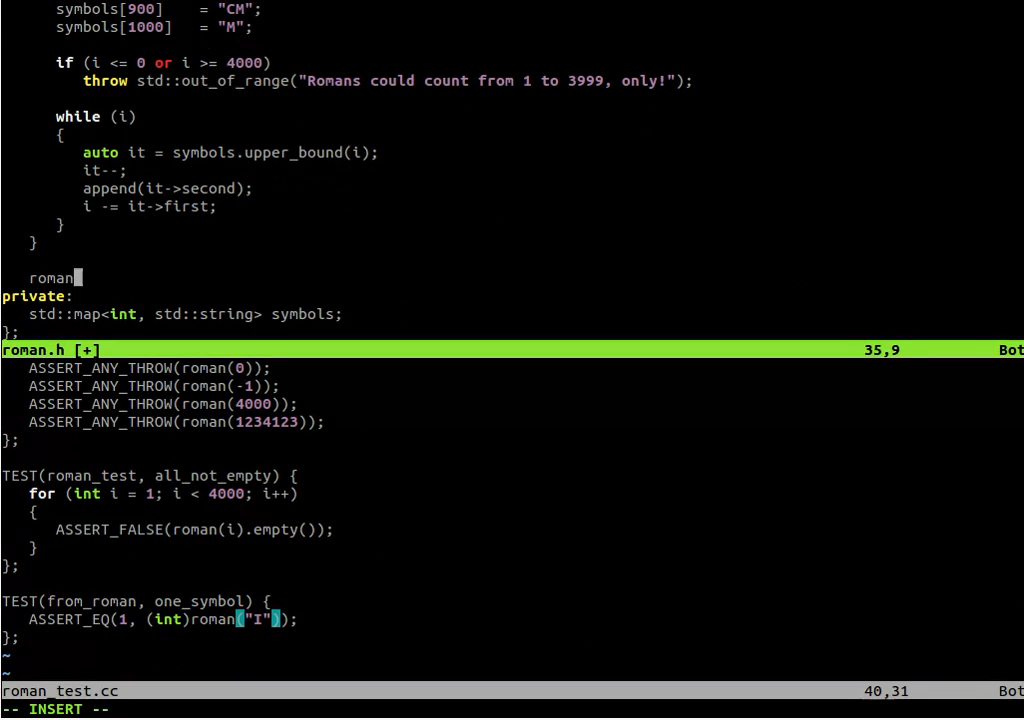 symbols[900]    = "CM";
symbols[1000]   = "M";
if (i <= 0 or i >= 4000)
throw std::out_of_range("Romans could count from 1 to 3999, only!");
while (i)
{
auto it = symbols.upper_bound(i);
it--;
append(it->second);
i -= it->first;
}
}
roman
private:
std::map<int, std::string> symbols;
};
roman.h [+] 35,9 Bot
ASSERT_ANY_THROW(roman(0));
ASSERT_ANY_THROW(roman(-1));
ASSERT_ANY_THROW(roman(4000));
ASSERT_ANY_THROW(roman(1234123));
};
TEST(roman_test, all_not_empty) {
for (int i = 1; i < 4000; i++)
{
ASSERT_FALSE(roman(i).empty());
}
};
TEST(from_roman, one_symbol) {
ASSERT_EQ(1, (int)roman("I"));
};
~
~
roman_test.cc 40,31 Bot
-- INSERT --